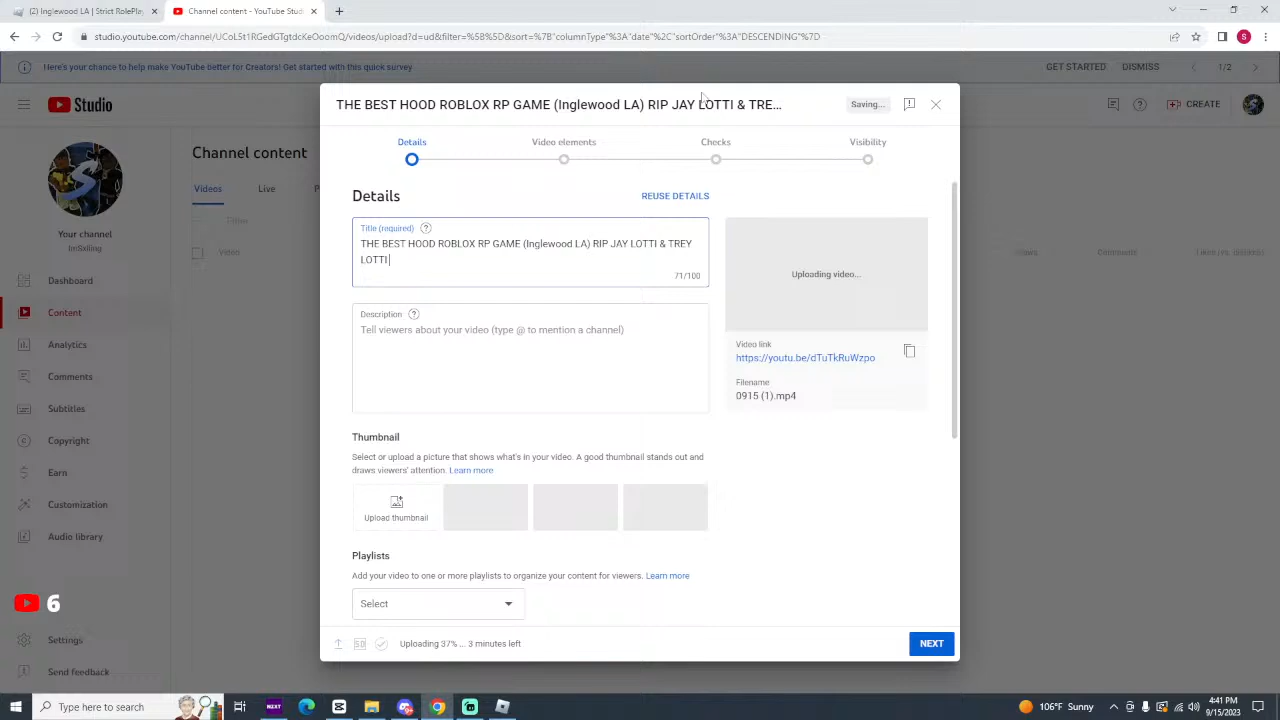 (2) Inglewood LA | Strict RolePla
Channel content - YouTube Studi
studio.youtube.com/channel/UCoLSt1RGedGTgtdcKeOoomQ/videos/upload?d=ud&filter=%5B%5D&sort=%7B"columnType"%3A"date"%2C"sortOrder"%3A"DESCENDING"%7D
S
Here's your chance to help make YouTube better for Creators! Get started with this quick survey
GET STARTED
DISMISS
1/2
Studio
CREATE
THE BEST HOOD ROBLOX RP GAME (Inglewood LA) RIP JAY LOTTI & TRE...
Saving...
Details
Video elements
Checks
Visibility
Channel content
Videos
Live
P
Filter
Video
Views
Comments
Likes (vs. dislikes)
Your channel
ImSxiling
Dashboard
Content
Analytics
Comments
Subtitles
Copyright
Earn
Customization
Audio library
6
Settings
Send feedback
Details
REUSE DETAILS
Title (required)
THE BEST HOOD ROBLOX RP GAME (Inglewood LA) RIP JAY LOTTI & TREY
LOTTI
71/100
Description
Tell viewers about your video (type @ to mention a channel)
Uploading video...
Video link
https://youtu.be/dTuTkRuWzpo
Filename
0915 (1).mp4
Thumbnail
Select or upload a picture that shows what's in your video. A good thumbnail stands out and
draws viewers' attention. Learn more
Upload thumbnail
Playlists
Add your video to one or more playlists to organize your content for viewers. Learn more
Select
Uploading 37% ... 3 minutes left
NEXT
Type here to search
106°F Sunny
4:41 PM
9/15/2023